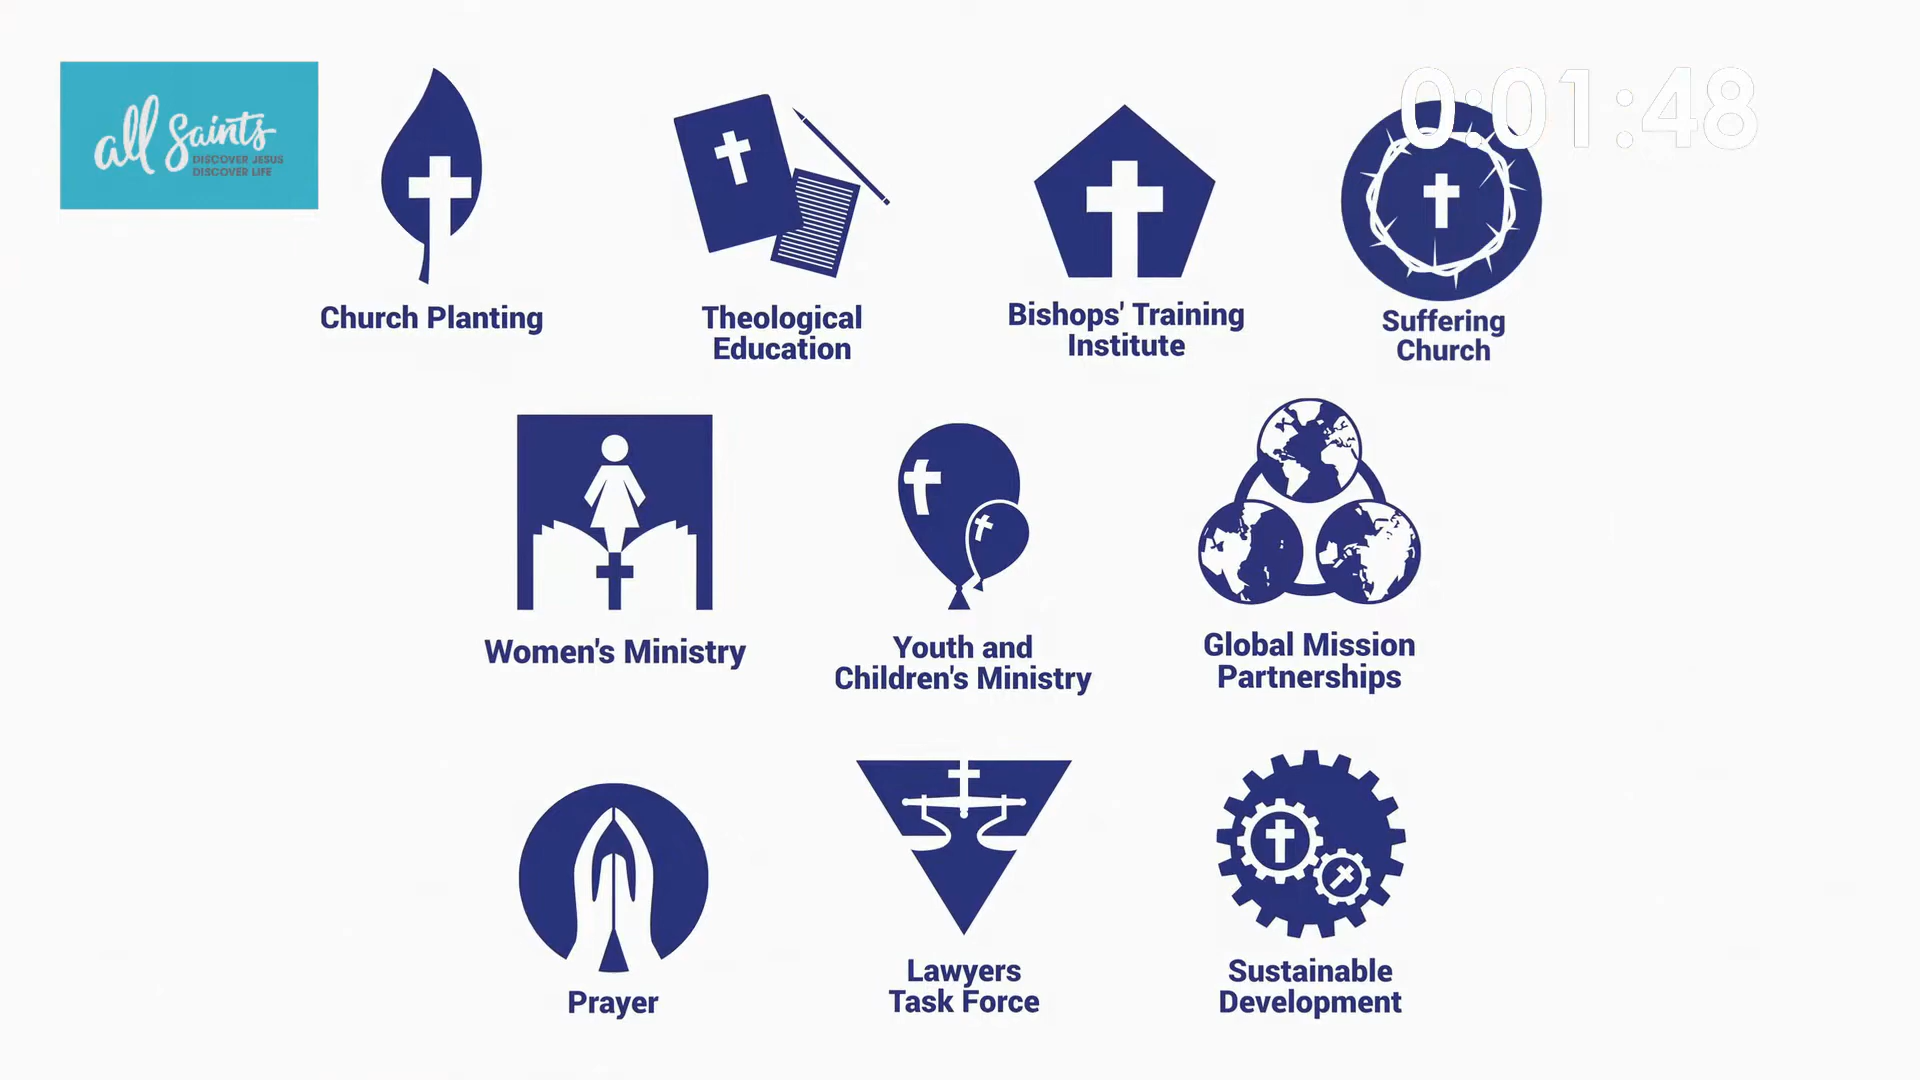 all Saints
DISCOVER JESUS
DISCOVER LIFE
0:01:48
Church Planting
Theological
Education
Bishops' Training
Institute
Suffering
Church
Women's Ministry
Youth and
Children's Ministry
Global Mission
Partnerships
Prayer
Lawyers
Task Force
Sustainable
Development